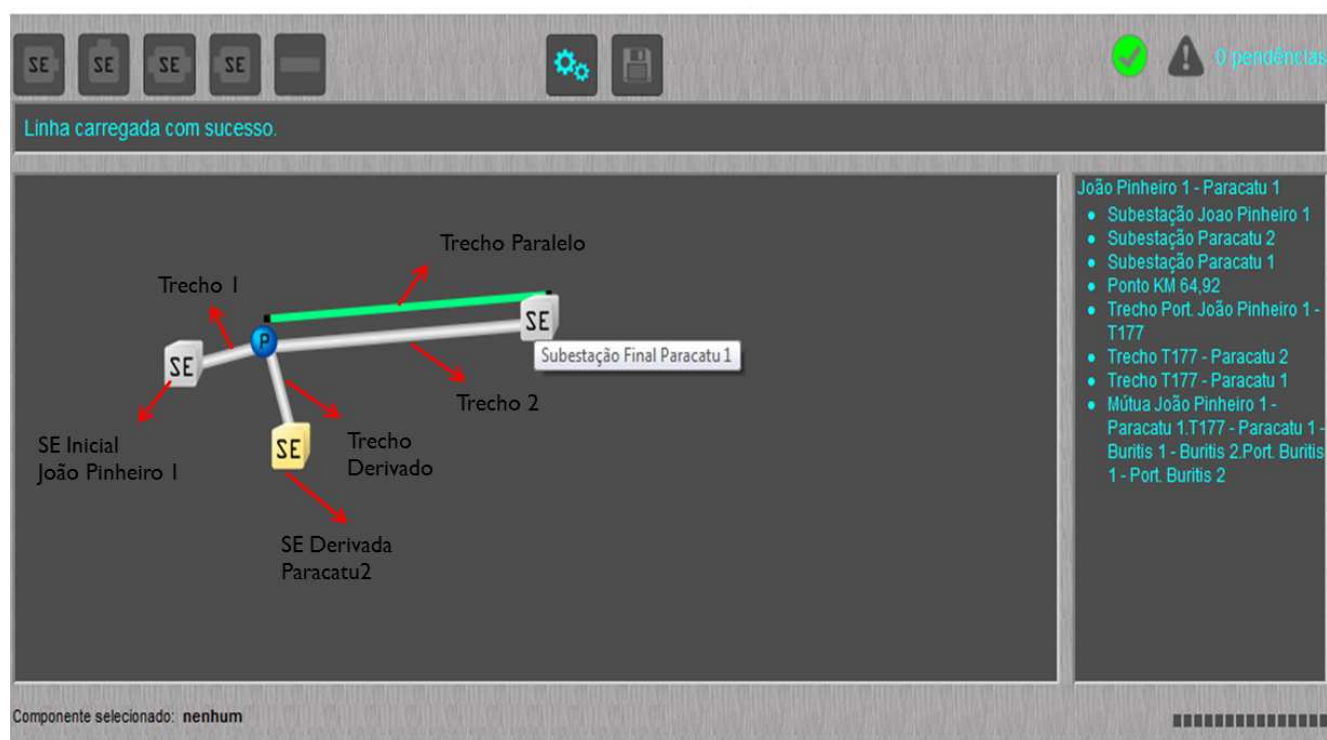 SE SE SE SE
0 pendências
Linha carregada com sucesso.
Trecho Paralelo
Trecho 1
SE
P
SE
Subestação Final Paracatu 1
Trecho 2
SE Inicial
João Pinheiro 1
SE
Trecho
Derivado
SE Derivada
Paracatu2
João Pinheiro 1 - Paracatu 1
Subestação Joao Pinheiro 1
Subestação Paracatu 2
Subestação Paracatu 1
Ponto KM 64,92
Trecho Port. João Pinheiro 1 -
T177
Trecho T177 - Paracatu 2
Trecho T177 - Paracatu 1
Mútua João Pinheiro 1 -
Paracatu 1.T177 - Paracatu 1 -
Buritis 1 - Buritis 2.Port. Buritis
1 - Port. Buritis 2
Componente selecionado: nenhum